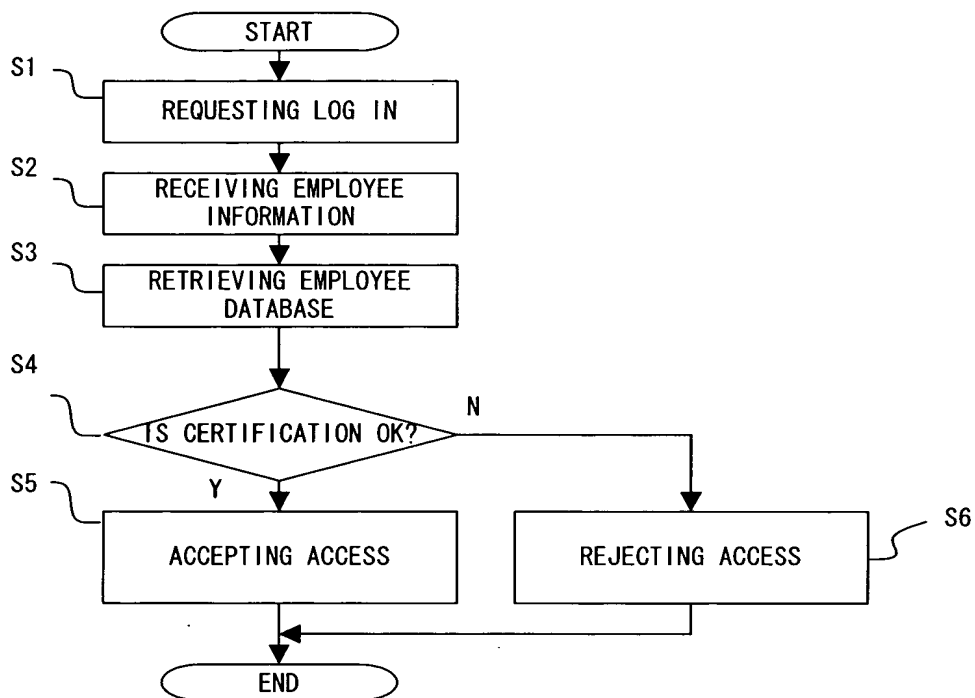 START
S1
REQUESTING LOG IN
S2
RECEIVING EMPLOYEE
INFORMATION
S3
RETRIEVING EMPLOYEE
DATABASE
S4
N
IS CERTIFICATION OK?
Y
S5
ACCEPTING ACCESS
REJECTING ACCESS
S6
END